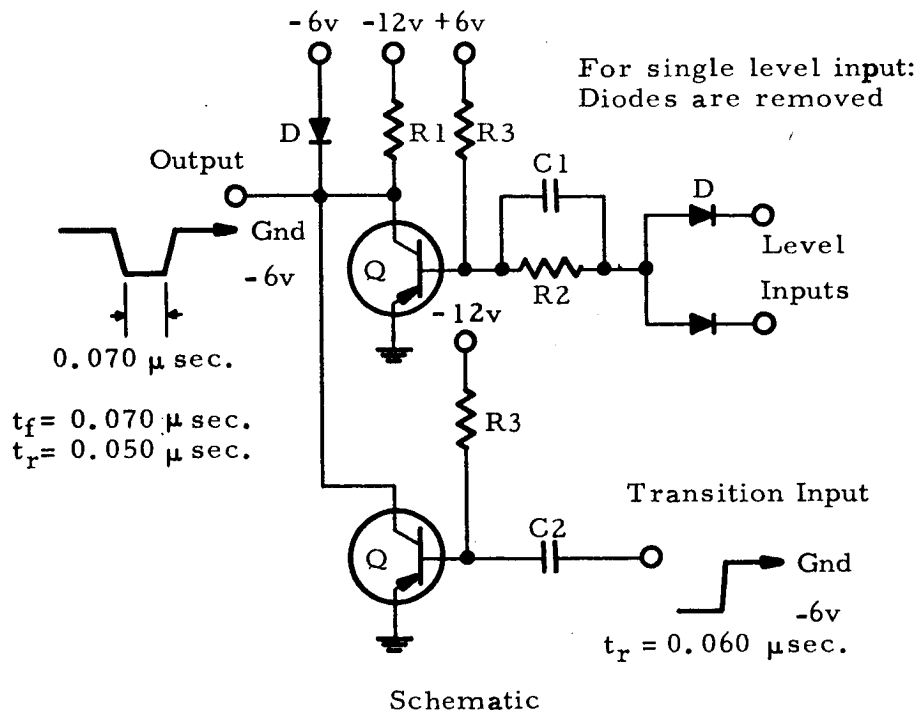 -6v -12v +6v
For single level input:
Diodes are removed
D R1 R3
C1
Output
D
Gnd
Level
Q
-6v
R2
Inputs
-12v
0.070 μ sec.
tf= 0.070 μ sec.
tr= 0.050 μ sec.
R3
Transition Input
C2
Q
Gnd
-6v
tr= 0.060 μsec.
Schematic